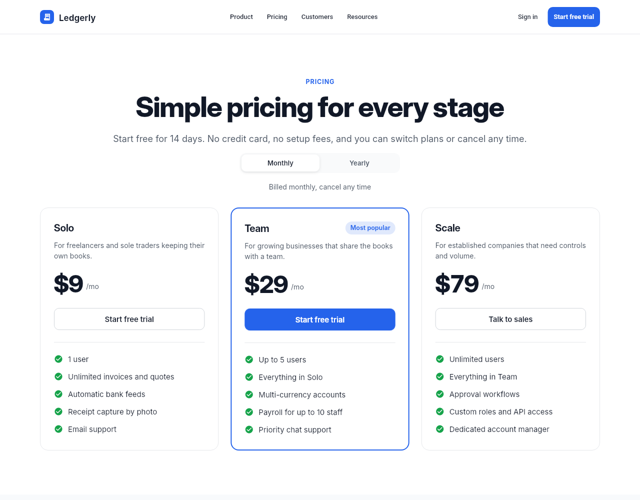 Ledgerly
Product Pricing Customers Resources
Sign in Start free trial
PRICING
Simple pricing for every stage
Start free for 14 days. No credit card, no setup fees, and you can switch plans or cancel any time.
Monthly Yearly
Billed monthly, cancel any time
Solo
For freelancers and sole traders keeping their
own books.
$9 /mo
Start free trial
1 user
Unlimited invoices and quotes
Automatic bank feeds
Receipt capture by photo
Email support
Team Most popular
For growing businesses that share the books
with a team.
$29 /mo
Start free trial
Up to 5 users
Everything in Solo
Multi-currency accounts
Payroll for up to 10 staff
Priority chat support
Scale
For established companies that need controls
and volume.
$79 /mo
Talk to sales
Unlimited users
Everything in Team
Approval workflows
Custom roles and API access
Dedicated account manager